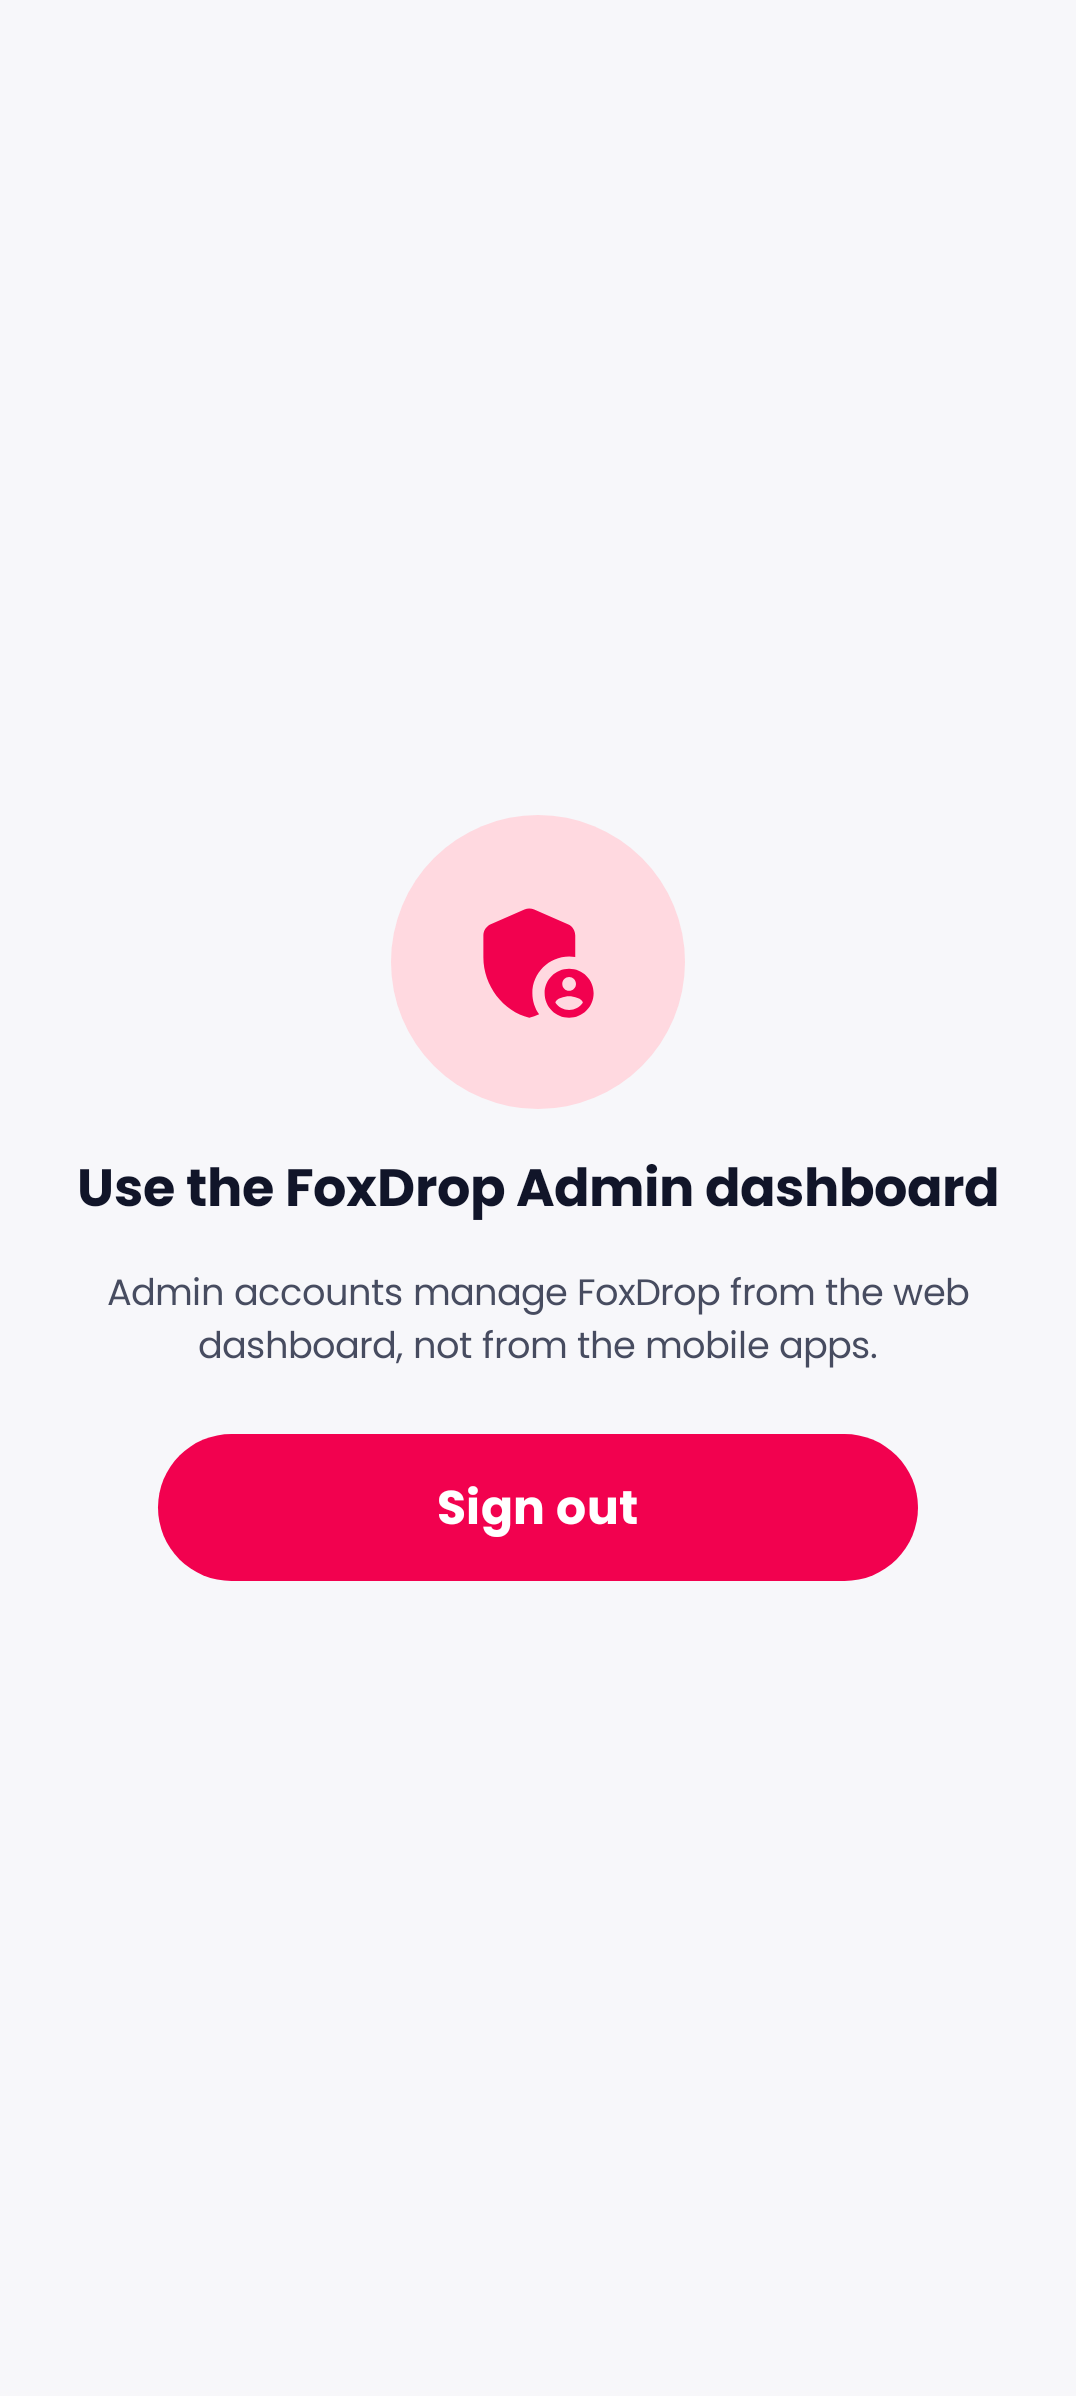 Use the FoxDrop Admin dashboard
Admin accounts manage FoxDrop from the web
dashboard, not from the mobile apps.
Sign out